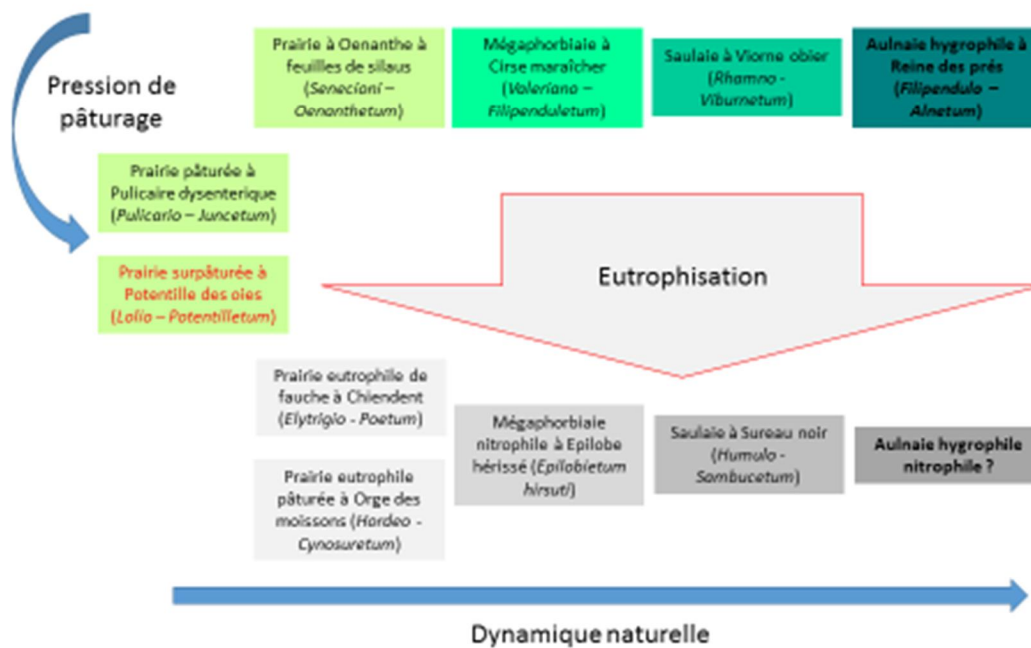 Pression de
pâturage
Prairie à Oenanthe à
feuilles de silaus
(Senecioni –
Oenanthetum)
Mégaphorbiaie à
Cirse maraîcher
(Valeriano –
Filipenduletum)
Saulaie à Viorne obier
(Rhamno -
Viburnetum)
Aulnaie hygrophile à
Reine des prés
(Filipendulo –
Alnetum)
Prairie pâturée à
Pulicaire dysenterique
(Pulicario – Juncetum)
Prairie surpâturée à
Potentille des oies
(Lolio – Potentilletum)
Eutrophisation
Prairie eutrophile de
fauche à Chiendent
(Elytrigio - Poetum)
Prairie eutrophile
pâturée à Orge des
moissons (Hordeo -
Cynosuretum)
Mégaphorbiaie
nitrophile à Epilobe
hérissé (Epilobietum
hirsuti)
Saulaie à Sureau noir
(Humulo -
Sambucetum)
Aulnaie hygrophile
nitrophile ?
Dynamique naturelle